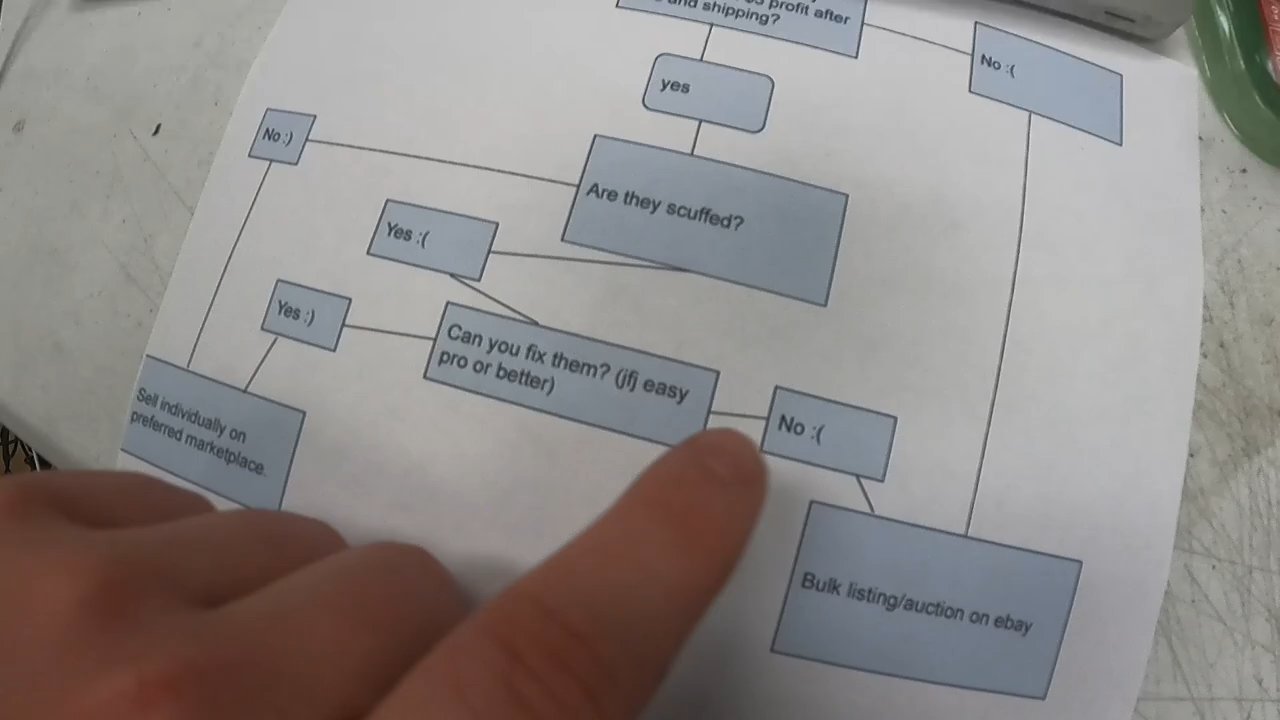 profit after
and shipping?
No :(
yes
No :)
Are they scuffed?
Yes :(
Yes :)
Can you fix them? (jfj easy
pro or better)
No :(
Sell individually on
preferred marketplace.
Bulk listing/auction on ebay